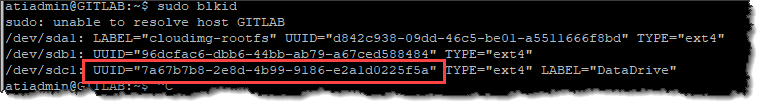 atiadmin@GITLAB:~$ sudo blkid
sudo: unable to resolve host GITLAB
/dev/sda1: LABEL="cloudimg-rootfs" UUID="d842c938-09dd-46c5-be01-a5511666f8bd" TYPE="ext4"
/dev/sdb1: UUID="96dcfac6-dbb6-44bb-ab79-a67ced588484" TYPE="ext4"
/dev/sdc1: UUID="7a67b7b8-2e8d-4b99-9186-e2a1d0225f5a" TYPE="ext4" LABEL="DataDrive"
atiadmin@GITLAB:~$ ^C